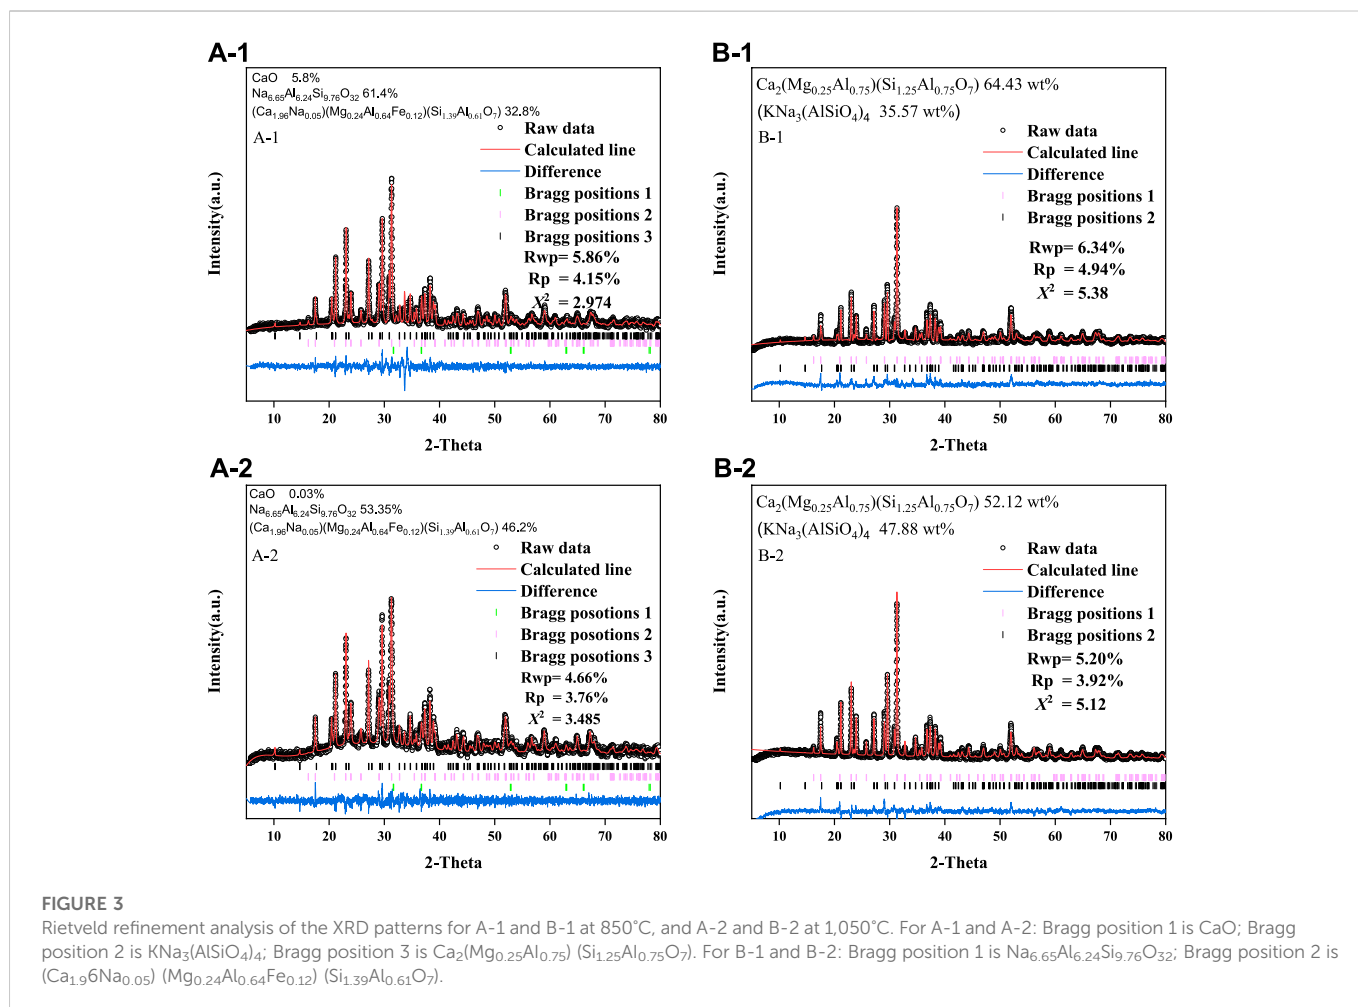 A-1
CaO 5.8%
Na6.65Al6.24Si9.76O32 61.4%
(Ca1.96Na0.05)(Mg0.24Al0.64Fe0.12)(Si1.39Al0.61O7) 32.8%
A-1
Raw data
Calculated line
Difference
Bragg positions 1
Bragg positions 2
Bragg positions 3
Rwp= 5.86%
Rp = 4.15%
X2 = 2.974
Intensity(a.u.)
10 20 30 40 50 60 70 80
2-Theta
B-1
Ca2(Mg0.25Al0.75)(Si1.25Al0.75O7) 64.43 wt%
(KNa3(AlSiO4)4 35.57 wt%)
B-1
Raw data
Calculated line
Difference
Bragg positions 1
Bragg positions 2
Rwp= 6.34%
Rp = 4.94%
X2 = 5.38
Intensity(a.u.)
10 20 30 40 50 60 70 80
2-Theta
A-2
CaO 0.03%
Na6.65Al6.24Si9.76O32 53.35%
(Ca1.96Na0.05)(Mg0.24Al0.64Fe0.12)(Si1.39Al0.61O7) 46.2%
A-2
Raw data
Calculated line
Difference
Bragg posotions 1
Bragg posotions 2
Bragg posotions 3
Rwp= 4.66%
Rp = 3.76%
X2 = 3.485
Intensity(a.u.)
10 20 30 40 50 60 70 80
2-Theta
B-2
Ca2(Mg0.25Al0.75)(Si1.25Al0.75O7) 52.12 wt%
(KNa3(AlSiO4)4 47.88 wt%
B-2
Raw data
Calculated line
Difference
Bragg positions 1
Bragg positions 2
Rwp= 5.20%
Rp = 3.92%
X2 = 5.12
Intensity(a.u.)
10 20 30 40 50 60 70 80
2-Theta
FIGURE 3
Rietveld refinement analysis of the XRD patterns for A-1 and B-1 at 850°C, and A-2 and B-2 at 1,050°C. For A-1 and A-2: Bragg position 1 is CaO; Bragg
position 2 is KNa3(AlSiO4)4; Bragg position 3 is Ca2(Mg0.25Al0.75) (Si1.25Al0.75O7). For B-1 and B-2: Bragg position 1 is Na6.65Al6.24Si9.76O32; Bragg position 2 is
(Ca1.96Na0.05) (Mg0.24Al0.64Fe0.12) (Si1.39Al0.61O7).